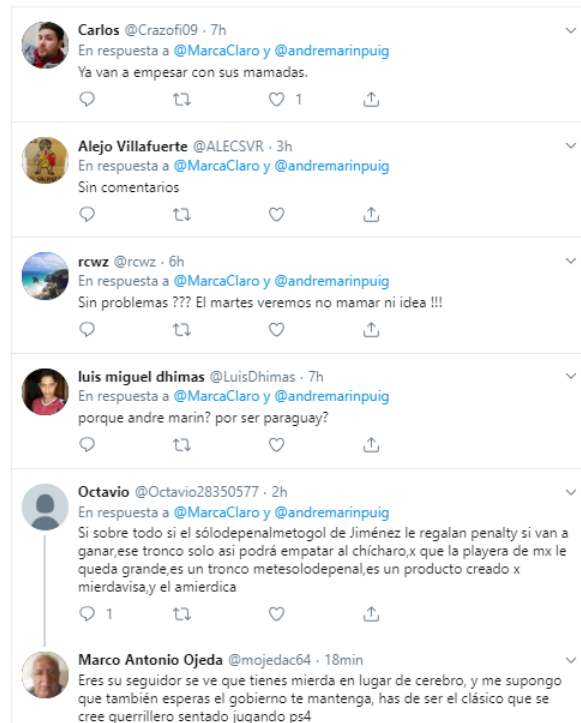 Carlos @Crazofi09 · 7h
En respuesta a @MarcaClaro y @andremarinpuig
Ya van a empesar con sus mamadas.
1
Alejo Villafuerte @ALECSVR · 3h
En respuesta a @MarcaClaro y @andremarinpuig
Sin comentarios
rcwz @rcwz · 6h
En respuesta a @MarcaClaro y @andremarinpuig
Sin problemas ??? El martes veremos no mamar ni idea !!!
luis miguel dhimas @LuisDhimas · 7h
En respuesta a @MarcaClaro y @andremarinpuig
porque andre marin? por ser paraguay?
Octavio @Octavio28350577 · 2h
En respuesta a @MarcaClaro y @andremarinpuig
Si sobre todo si el sólodepenalmetogol de Jiménez le regalan penalty si van a
ganar,ese tronco solo asi podrá empatar al chícharo,x que la playera de mx le
queda grande,es un tronco metesolodepenal,es un producto creado x
mierdavisa,y el amierdica
1
Marco Antonio Ojeda @mojedac64 · 18min
Eres su seguidor se ve que tienes mierda en lugar de cerebro, y me supongo
que también esperas el gobierno te mantenga, has de ser el clásico que se
cree guerrillero sentado jugando ps4